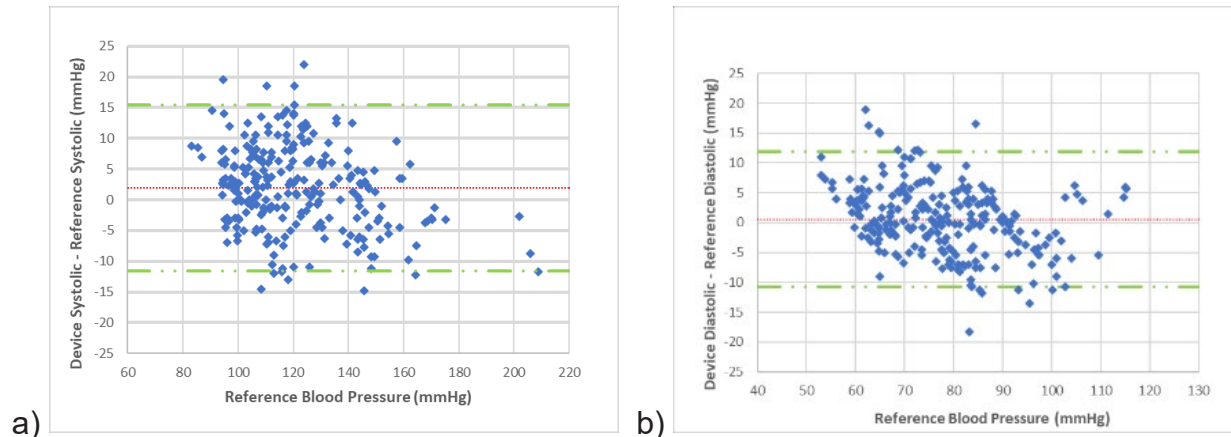 a)
Device Systolic - Reference Systolic (mmHg)
25
20
15
10
5
0
-5
-10
-15
-20
-25
60 80 100 120 140 160 180 200 220
Reference Blood Pressure (mmHg)
b)
Device Diastolic - Reference Diastolic (mmHg)
25
20
15
10
5
0
-5
-10
-15
-20
-25
40 50 60 70 80 90 100 110 120 130
Reference Blood Pressure (mmHg)